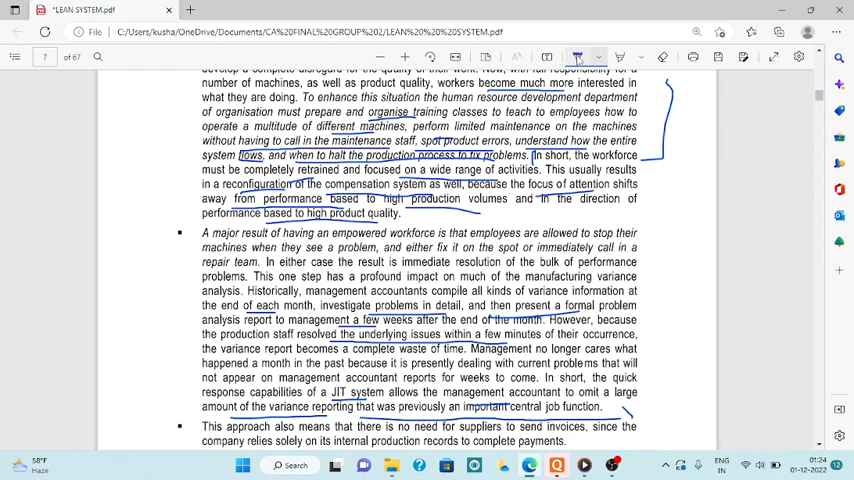 *LEAN SYSTEM.pdf
File
C:/Users/kusha/OneDrive/Documents/CA%20FINAL%20GROUP%202/LEAN%20%20%20SYSTEM.pdf
7 of 67
develop a complete disregard for the quality of their work. Now, with full responsibility for a
number of machines, as well as product quality, workers become much more interested in
what they are doing. To enhance this situation the human resource development department
of organisation must prepare and organise training classes to teach to employees how to
operate a multitude of different machines, perform limited maintenance on the machines
without having to call in the maintenance staff, spot product errors, understand how the entire
system flows, and when to halt the production process to fix problems. In short, the workforce
must be completely retrained and focused on a wide range of activities. This usually results
in a reconfiguration of the compensation system as well, because the focus of attention shifts
away from performance based to high production volumes and in the direction of
performance based to high product quality.
▪ A major result of having an empowered workforce is that employees are allowed to stop their
machines when they see a problem, and either fix it on the spot or immediately call in a
repair team. In either case the result is immediate resolution of the bulk of performance
problems. This one step has a profound impact on much of the manufacturing variance
analysis. Historically, management accountants compile all kinds of variance information at
the end of each month, investigate problems in detail, and then present a formal problem
analysis report to management a few weeks after the end of the month. However, because
the production staff resolved the underlying issues within a few minutes of their occurrence,
the variance report becomes a complete waste of time. Management no longer cares what
happened a month in the past because it is presently dealing with current problems that will
not appear on management accountant reports for weeks to come. In short, the quick
response capabilities of a JIT system allows the management accountant to omit a large
amount of the variance reporting that was previously an important central job function.
▪ This approach also means that there is no need for suppliers to send invoices, since the
company relies solely on its internal production records to complete payments.
58°F
Haze
Search
ENG
IN
01:24
01-12-2022
12